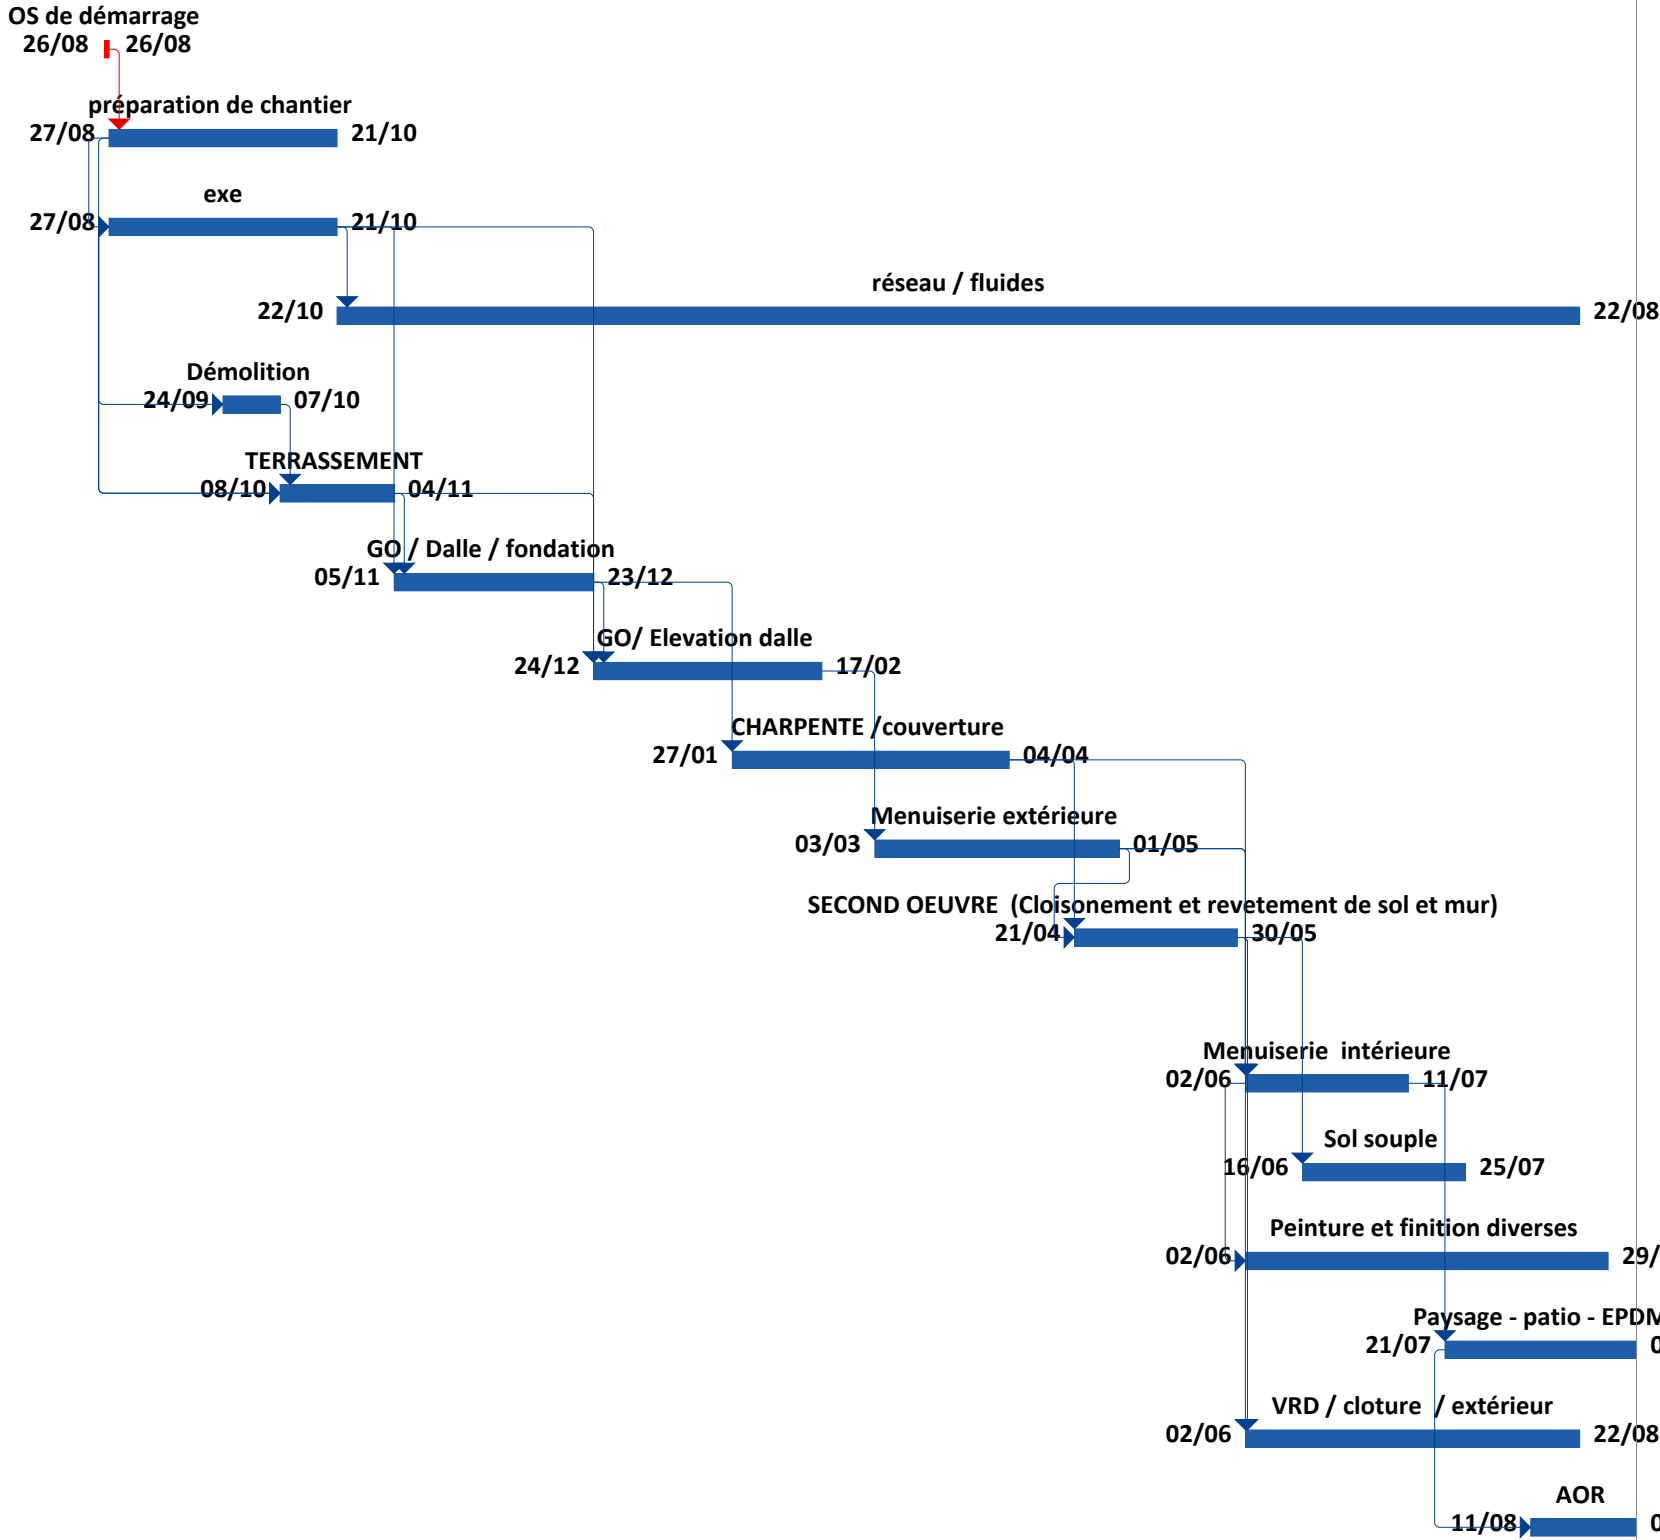 OS de démarrage
26/08 26/08
préparation de chantier
27/08 21/10
exe
27/08 21/10
réseau / fluides
22/10 22/08
Démolition
24/09 07/10
TERRASSEMENT
08/10 04/11
GO / Dalle / fondation
05/11 23/12
GO/ Elevation dalle
24/12 17/02
CHARPENTE /couverture
27/01 04/04
Menuiserie extérieure
03/03 01/05
SECOND OEUVRE (Cloisonement et revetement de sol et mur)
21/04 30/05
Menuiserie intérieure
02/06 11/07
Sol souple
16/06 25/07
Peinture et finition diverses
02/06 29/
Paysage - patio - EPDM
21/07 0
VRD / cloture / extérieur
02/06 22/08
AOR
11/08 0